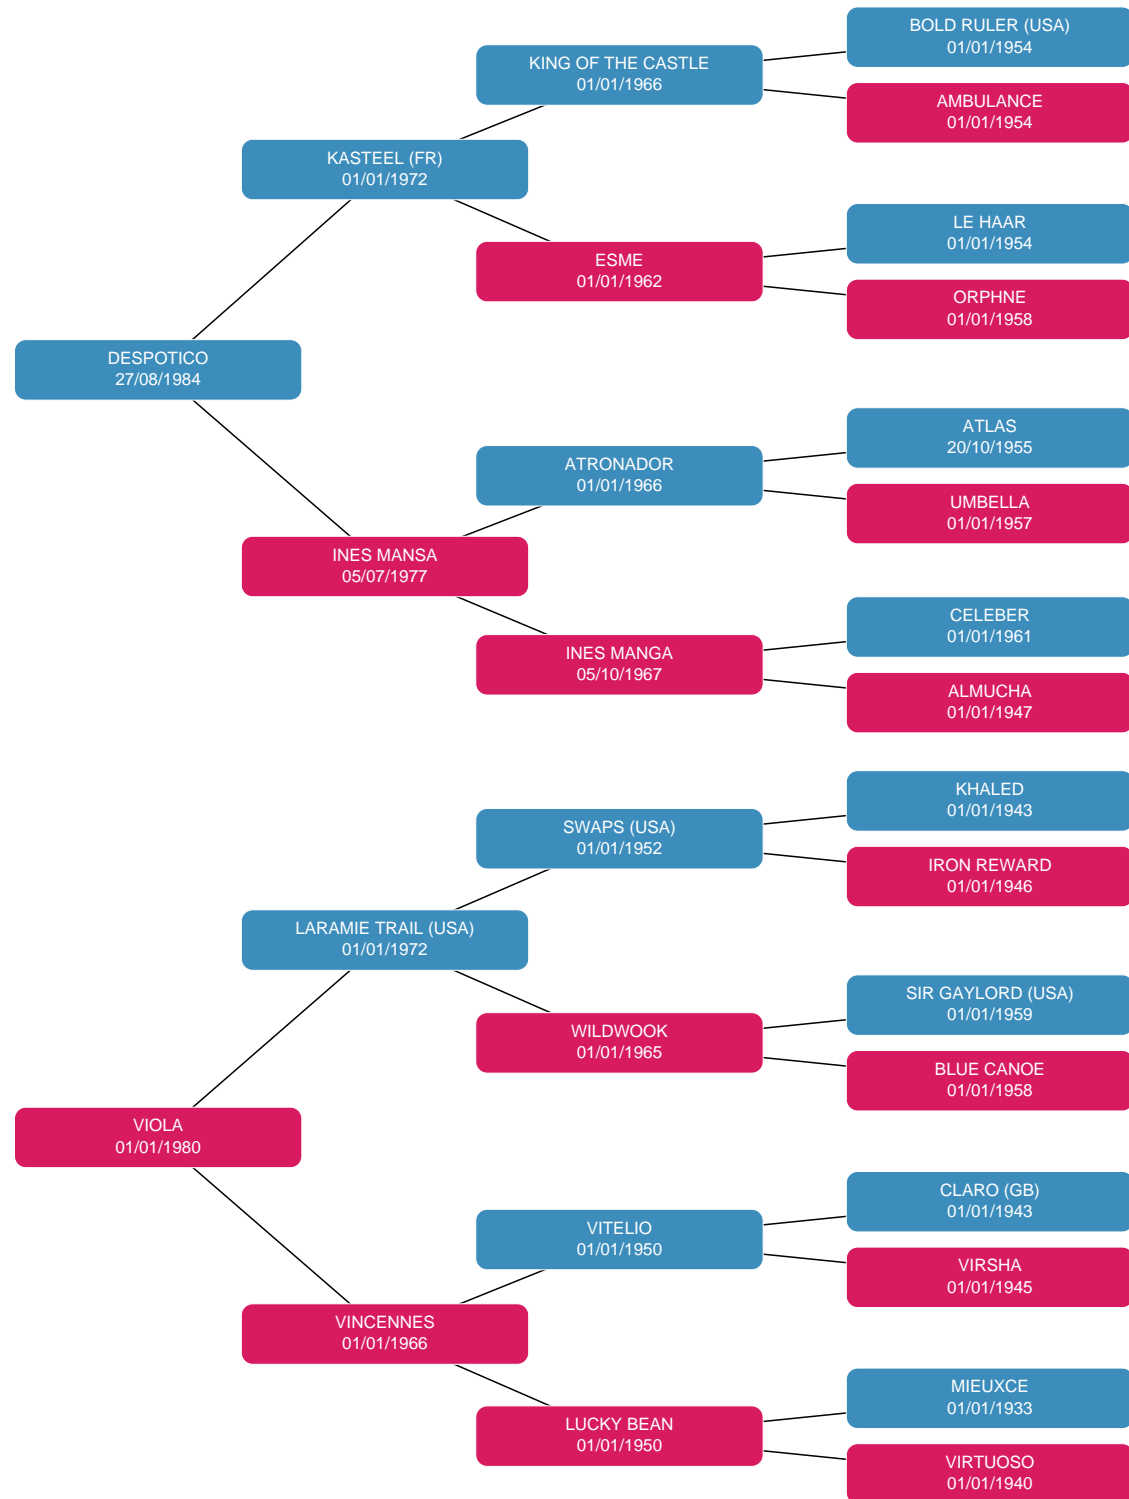 BOLD RULER (USA)
01/01/1954
KING OF THE CASTLE
01/01/1966
AMBULANCE
01/01/1954
KASTEEL (FR)
01/01/1972
LE HAAR
01/01/1954
ESME
01/01/1962
ORPHNE
01/01/1958
DESPOTICO
27/08/1984
ATLAS
20/10/1955
ATRONADOR
01/01/1966
UMBELLA
01/01/1957
INES MANSA
05/07/1977
CELEBER
01/01/1961
INES MANGA
05/10/1967
ALMUCHA
01/01/1947
KHALED
01/01/1943
SWAPS (USA)
01/01/1952
IRON REWARD
01/01/1946
LARAMIE TRAIL (USA)
01/01/1972
SIR GAYLORD (USA)
01/01/1959
WILDWOOK
01/01/1965
BLUE CANOE
01/01/1958
VIOLA
01/01/1980
CLARO (GB)
01/01/1943
VITELIO
01/01/1950
VIRSHA
01/01/1945
VINCENNES
01/01/1966
MIEUXCE
01/01/1933
LUCKY BEAN
01/01/1950
VIRTUOSO
01/01/1940